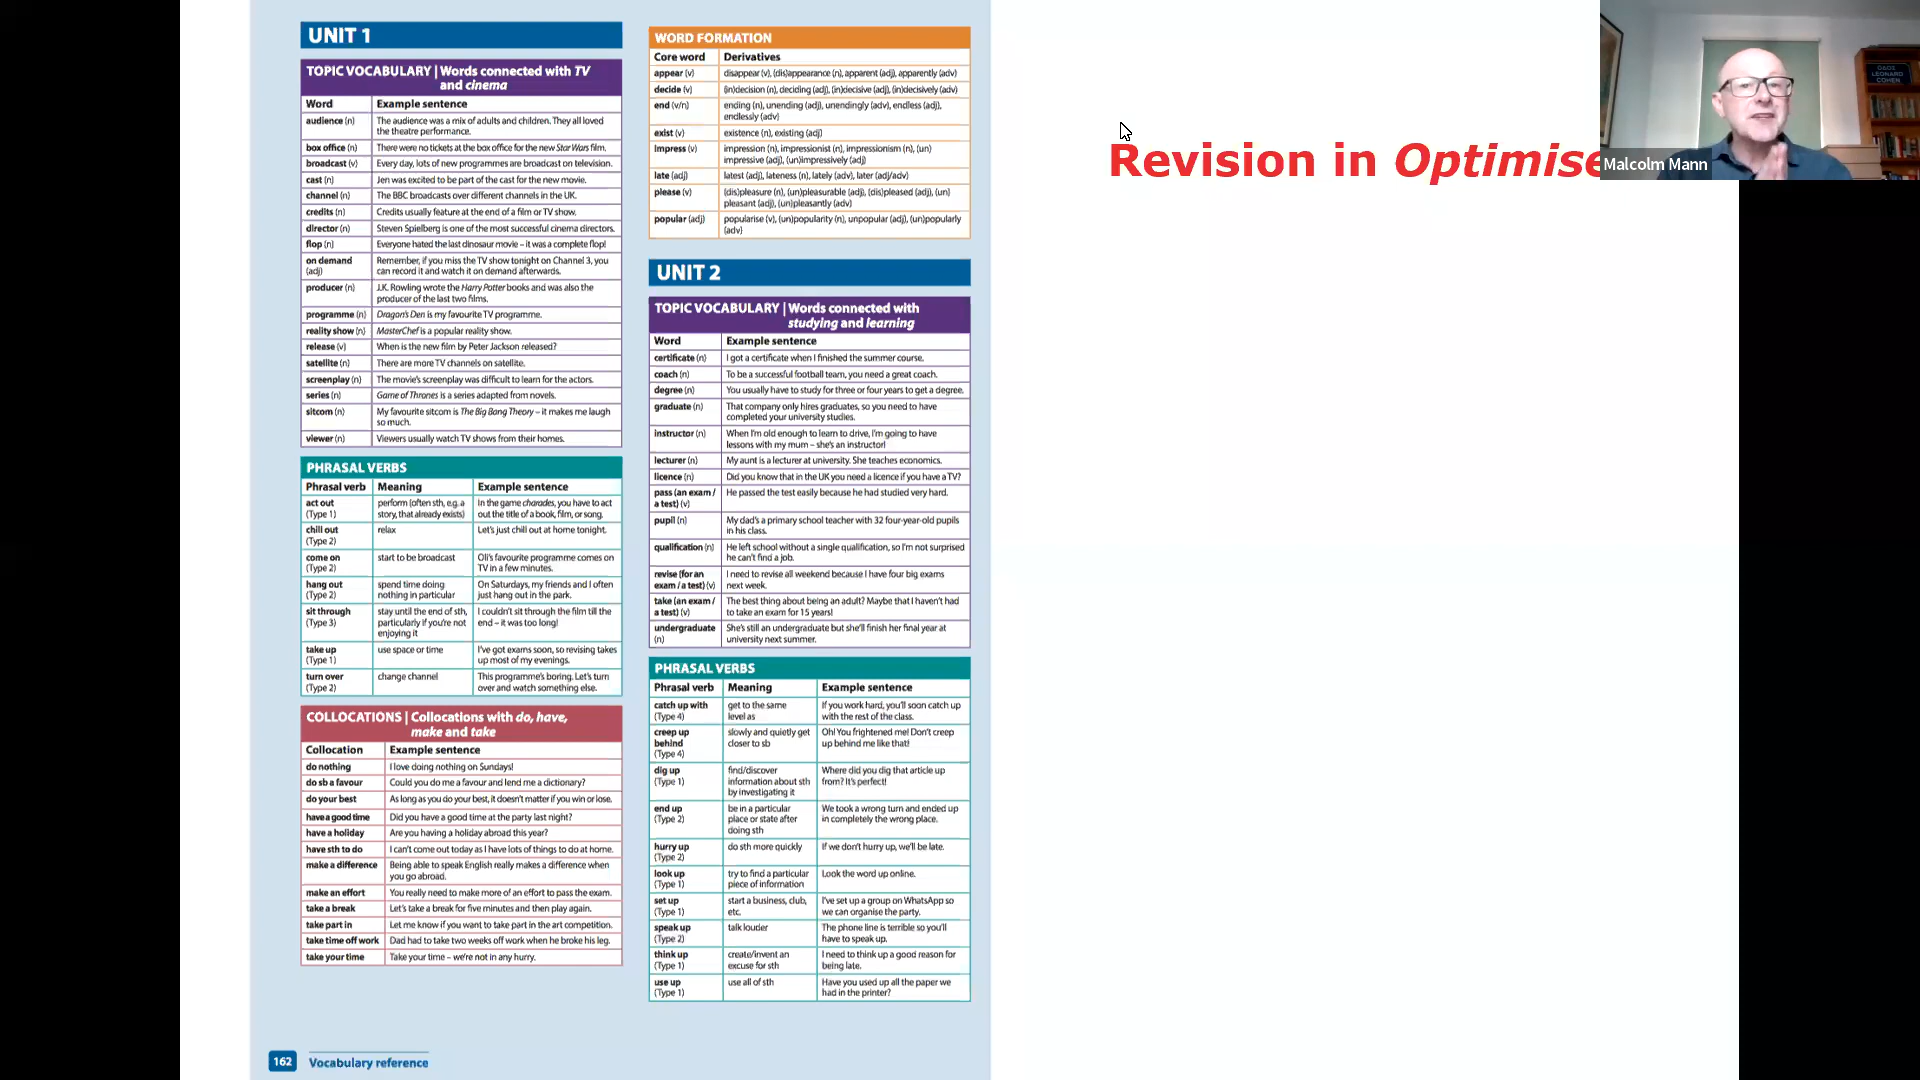 UNIT 1
TOPIC VOCABULARY | Words connected with TV
and cinema
Word Example sentence
audience (n) The audience was a mix of adults and children. They all loved
the theatre performance.
box office (n) There were no tickets at the box office for the new Star Wars film.
broadcast (v) Every day, lots of new programmes are broadcast on television.
cast (n) Jen was excited to be part of the cast for the new movie.
channel (n) The BBC broadcasts over different channels in the UK.
credits (n) Credits usually feature at the end of a film or TV show.
director (n) Steven Spielberg is one of the most successful cinema directors.
flop (n) Everyone hated the last dinosaur movie – it was a complete flop!
on demand Remember, if you miss the TV show tonight on Channel 3, you
(adj) can record it and watch it on demand afterwards.
producer (n) J.K. Rowling wrote the Harry Potter books and was also the
producer of the last two films.
programme (n) Dragon's Den is my favourite TV programme.
reality show (n) MasterChef is a popular reality show.
release (v) When is the new film by Peter Jackson released?
satellite (n) There are more TV channels on satellite.
screenplay (n) The movie's screenplay was difficult to learn for the actors.
series (n) Game of Thrones is a series adapted from novels.
sitcom (n) My favourite sitcom is The Big Bang Theory – it makes me laugh
so much.
viewer (n) Viewers usually watch TV shows from their homes.
PHRASAL VERBS
Phrasal verb Meaning Example sentence
act out perform (often sth, e.g. a In the game charades, you have to act
(Type 1) story, that already exists) out the title of a book, film, or song.
chill out relax Let's just chill out at home tonight.
(Type 2)
come on start to be broadcast Oli's favourite programme comes on
(Type 2) TV in a few minutes.
hang out spend time doing On Saturdays, my friends and I often
(Type 2) nothing in particular just hang out in the park.
sit through stay until the end of sth, I couldn't sit through the film till the
(Type 3) particularly if you're not end – it was too long!
enjoying it
take up use space or time I've got exams soon, so revising takes
(Type 1) up most of my evenings.
turn over change channel This programme's boring. Let's turn
(Type 2) over and watch something else.
COLLOCATIONS | Collocations with do, have,
make and take
Collocation Example sentence
do nothing I love doing nothing on Sundays!
do sb a favour Could you do me a favour and lend me a dictionary?
do your best As long as you do your best, it doesn't matter if you win or lose.
have a good time Did you have a good time at the party last night?
have a holiday Are you having a holiday abroad this year?
have sth to do I can't come out today as I have lots of things to do at home.
make a difference Being able to speak English really makes a difference when
you go abroad.
make an effort You really need to make more of an effort to pass the exam.
take a break Let's take a break for five minutes and then play again.
take part in Let me know if you want to take part in the art competition.
take time off work Dad had to take two weeks off work when he broke his leg.
take your time Take your time – we're not in any hurry.
162 Vocabulary reference
WORD FORMATION
Core word Derivatives
appear (v) disappear (v), (dis)appearance (n), apparent (adj), apparently (adv)
decide (v) (in)decision (n), deciding (adj), (in)decisive (adj), (in)decisively (adv)
end (v/n) ending (n), unending (adj), unendingly (adv), endless (adj),
endlessly (adv)
exist (v) existence (n), existing (adj)
impress (v) impression (n), impressionist (n), impressionism (n), (un)
impressive (adj), (un)impressively (adj)
late (adj) latest (adj), lateness (n), lately (adv), later (adj/adv)
please (v) (dis)pleasure (n), (un)pleasurable (adj), (dis)pleased (adj), (un)
pleasant (adj), (un)pleasantly (adv)
popular (adj) popularise (v), (un)popularity (n), unpopular (adj), (un)popularly
(adv)
UNIT 2
TOPIC VOCABULARY | Words connected with
studying and learning
Word Example sentence
certificate (n) I got a certificate when I finished the summer course.
coach (n) To be a successful football team, you need a great coach.
degree (n) You usually have to study for three or four years to get a degree.
graduate (n) That company only hires graduates, so you need to have
completed your university studies.
instructor (n) When I'm old enough to learn to drive, I'm going to have
lessons with my mum – she's an instructor!
lecturer (n) My aunt is a lecturer at university. She teaches economics.
licence (n) Did you know that in the UK you need a licence if you have a TV?
pass (an exam / He passed the test easily because he had studied very hard.
a test) (v)
pupil (n) My dad's a primary school teacher with 32 four-year-old pupils
in his class.
qualification (n) He left school without a single qualification, so I'm not surprised
he can't find a job.
revise (for an I need to revise all weekend because I have four big exams
exam / a test) (v) next week.
take (an exam / The best thing about being an adult? Maybe that I haven't had
a test) (v) to take an exam for 15 years!
undergraduate She's still an undergraduate but she'll finish her final year at
(n) university next summer.
PHRASAL VERBS
Phrasal verb Meaning Example sentence
catch up with get to the same If you work hard, you'll soon catch up
(Type 4) level as with the rest of the class.
creep up slowly and quietly get Oh! You frightened me! Don't creep
behind closer to sb up behind me like that!
(Type 4)
dig up find/discover Where did you dig that article up
(Type 1) information about sth from? It's perfect!
by investigating it
end up be in a particular We took a wrong turn and ended up
(Type 2) place or state after in completely the wrong place.
doing sth
hurry up do sth more quickly If we don't hurry up, we'll be late.
(Type 2)
look up try to find a particular Look the word up online.
(Type 1) piece of information
set up start a business, club, I've set up a group on WhatsApp so
(Type 1) etc. we can organise the party.
speak up talk louder The phone line is terrible so you'll
(Type 2) have to speak up.
think up create/invent an I need to think up a good reason for
(Type 1) excuse for sth being late.
use up use all of sth Have you used up all the paper we
(Type 1) had in the printer?
Revision in Optimise
LEONARD
COHEN
Malcolm Mann